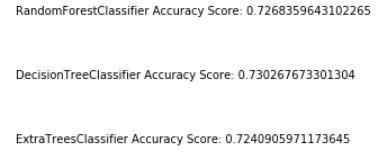 RandomForestClassifier Accuracy Score: 0.7268359643102265
DecisionTreeClassifier Accuracy Score: 0.730267673301304
ExtraTreesClassifier Accuracy Score: 0.7240905971173645